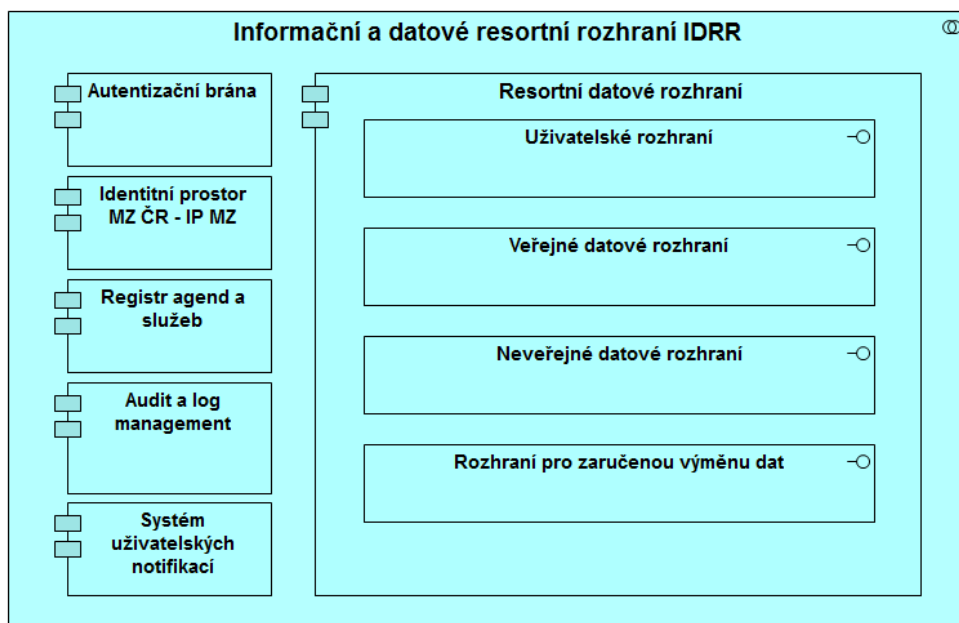 Informační a datové resortní rozhraní IDRR
Autentizační brána
Identitní prostor
MZ ČR - IP MZ
Registr agend a
služeb
Audit a log
management
Systém
uživatelských
notifikací
Resortní datové rozhraní
Uživatelské rozhraní
Veřejné datové rozhraní
Neveřejné datové rozhraní
Rozhraní pro zaručenou výměnu dat